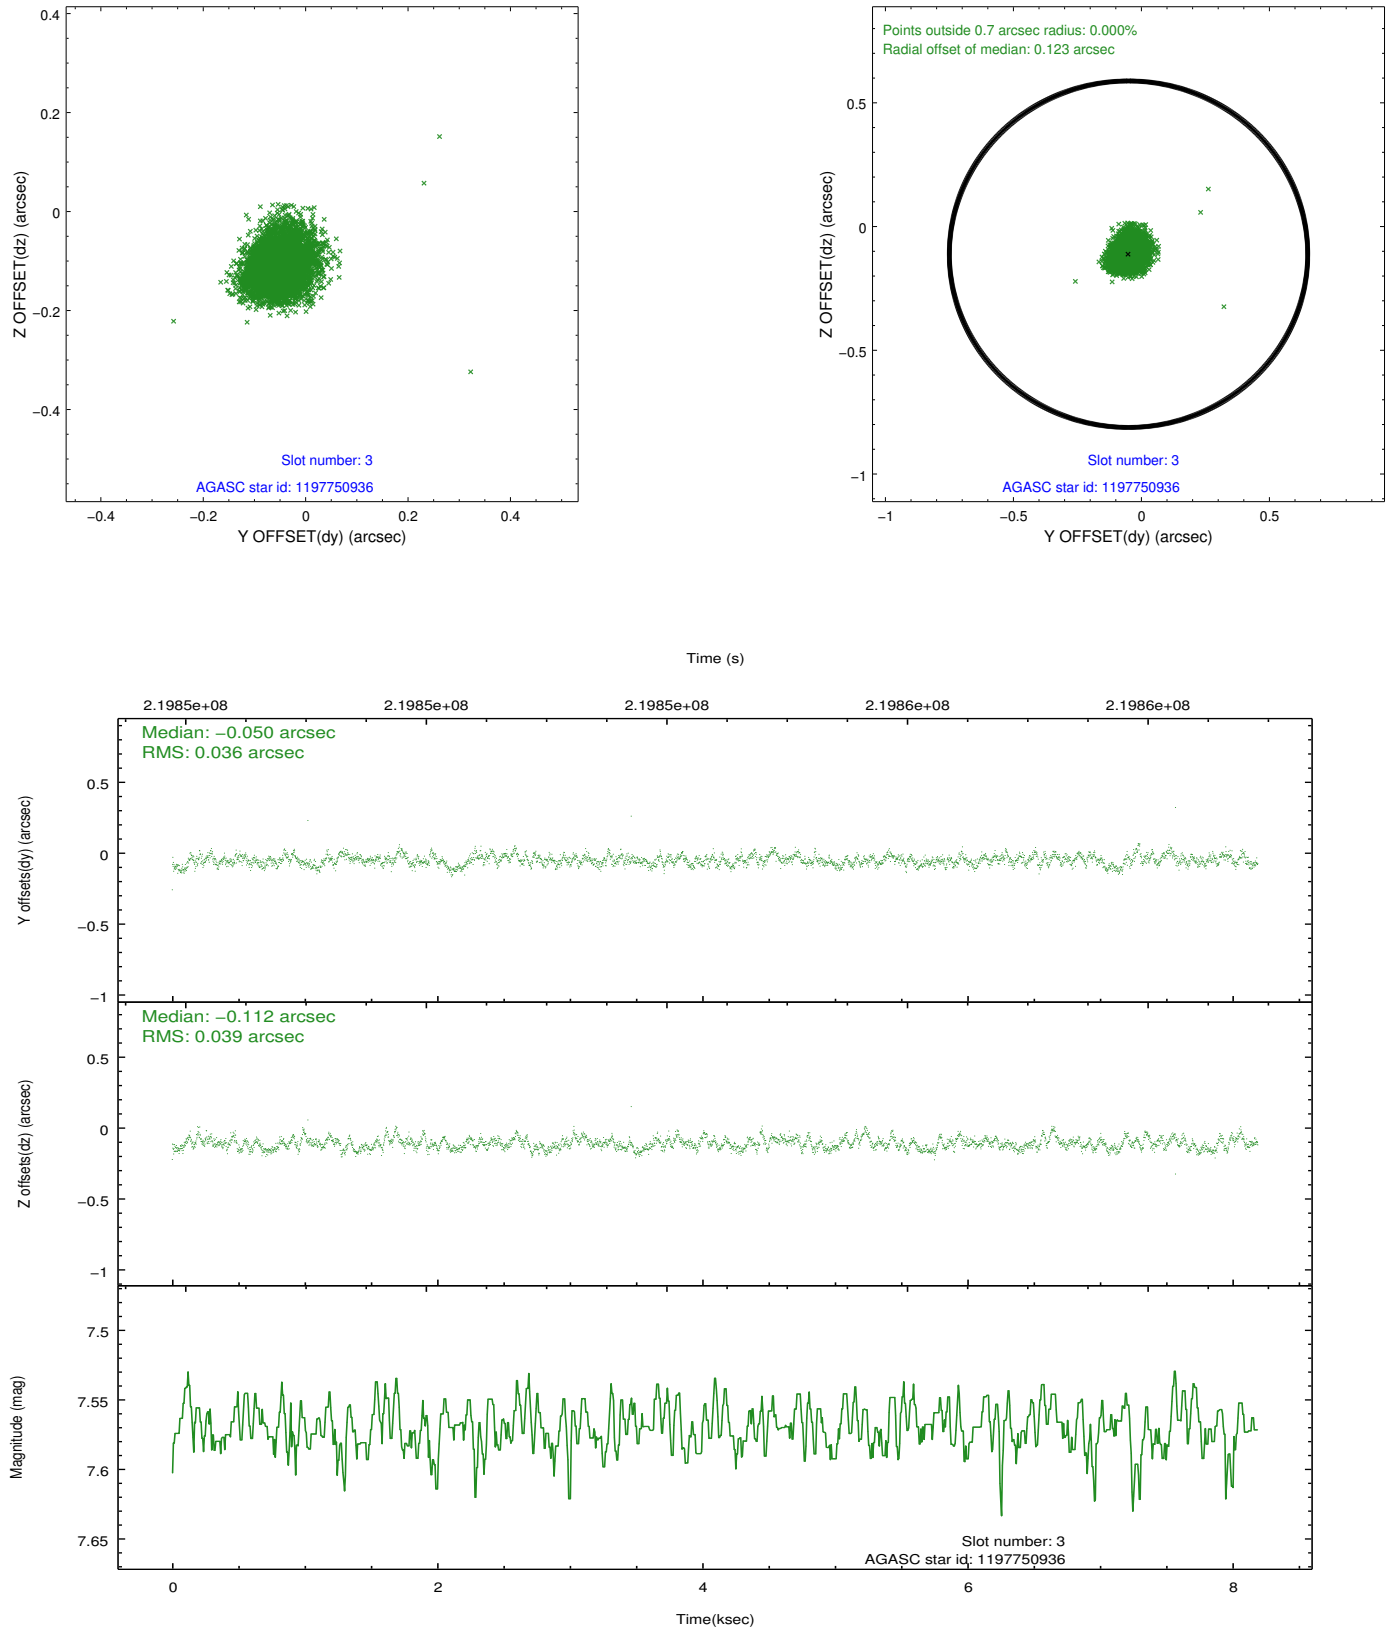 0.4
0.2
0
−0.2
−0.4
Z OFFSET(dz) (arcsec)
Slot number: 3
AGASC star id: 1197750936
−0.4
−0.2
0
0.2
0.4
Y OFFSET(dy) (arcsec)
Points outside 0.7 arcsec radius: 0.000%
Radial offset of median: 0.123 arcsec
0.5
0
−0.5
−1
Z OFFSET(dz) (arcsec)
Slot number: 3
AGASC star id: 1197750936
−1
−0.5
0
0.5
Y OFFSET(dy) (arcsec)
Time (s)
2.1985e+08
2.1985e+08
2.1985e+08
2.1986e+08
2.1986e+08
Median: −0.050 arcsec
RMS: 0.036 arcsec
0.5
0
−0.5
−1
Y offsets(dy) (arcsec)
Median: −0.112 arcsec
RMS: 0.039 arcsec
0.5
0
−0.5
−1
Z offsets(dz) (arcsec)
7.5
7.55
7.6
7.65
Magnitude (mag)
Slot number: 3
AGASC star id: 1197750936
0
2
4
6
8
Time(ksec)